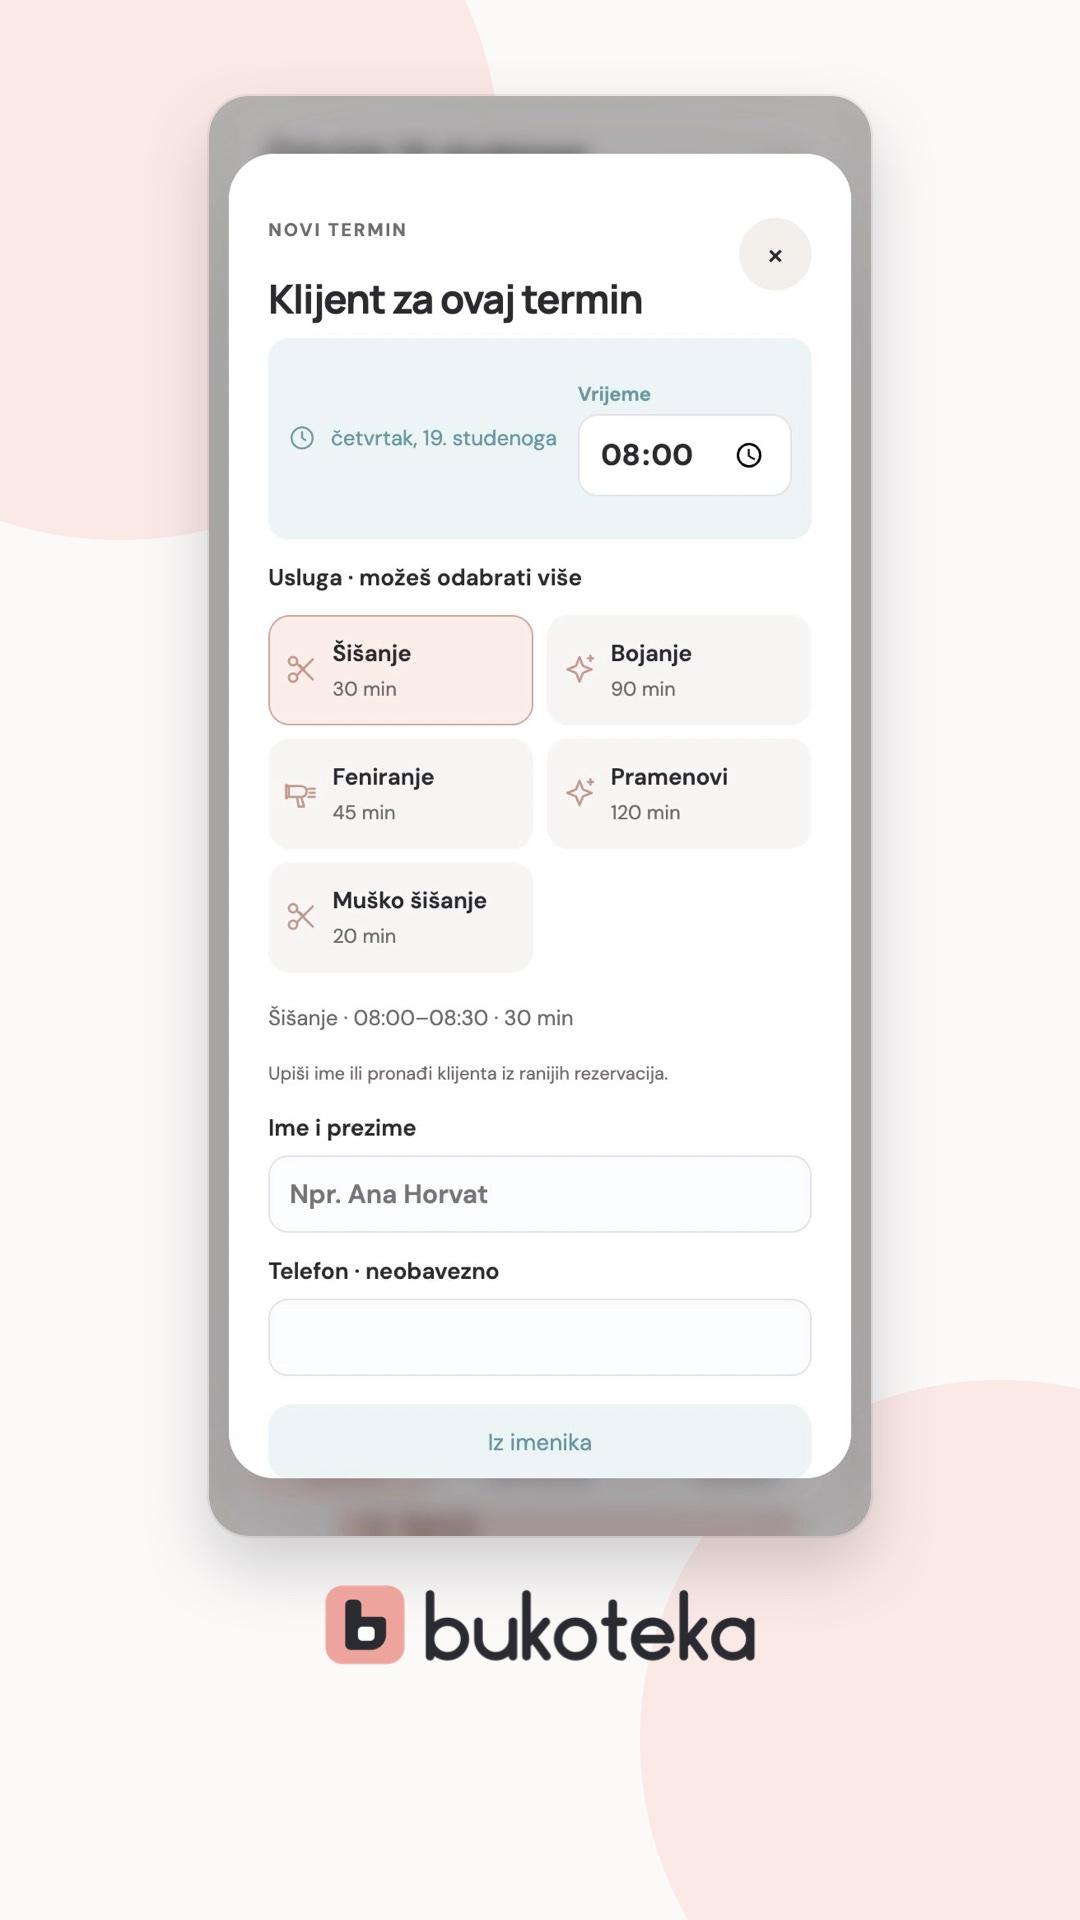 NOVI TERMIN
×
Klijent za ovaj termin
Vrijeme
četvrtak, 19. studenoga
08:00
Usluga · možeš odabrati više
Šišanje
30 min
Bojanje
90 min
Feniranje
45 min
Pramenovi
120 min
Muško šišanje
20 min
Šišanje · 08:00–08:30 · 30 min
Upiši ime ili pronađi klijenta iz ranijih rezervacija.
Ime i prezime
Npr. Ana Horvat
Telefon · neobavezno
Iz imenika
b bukoteka